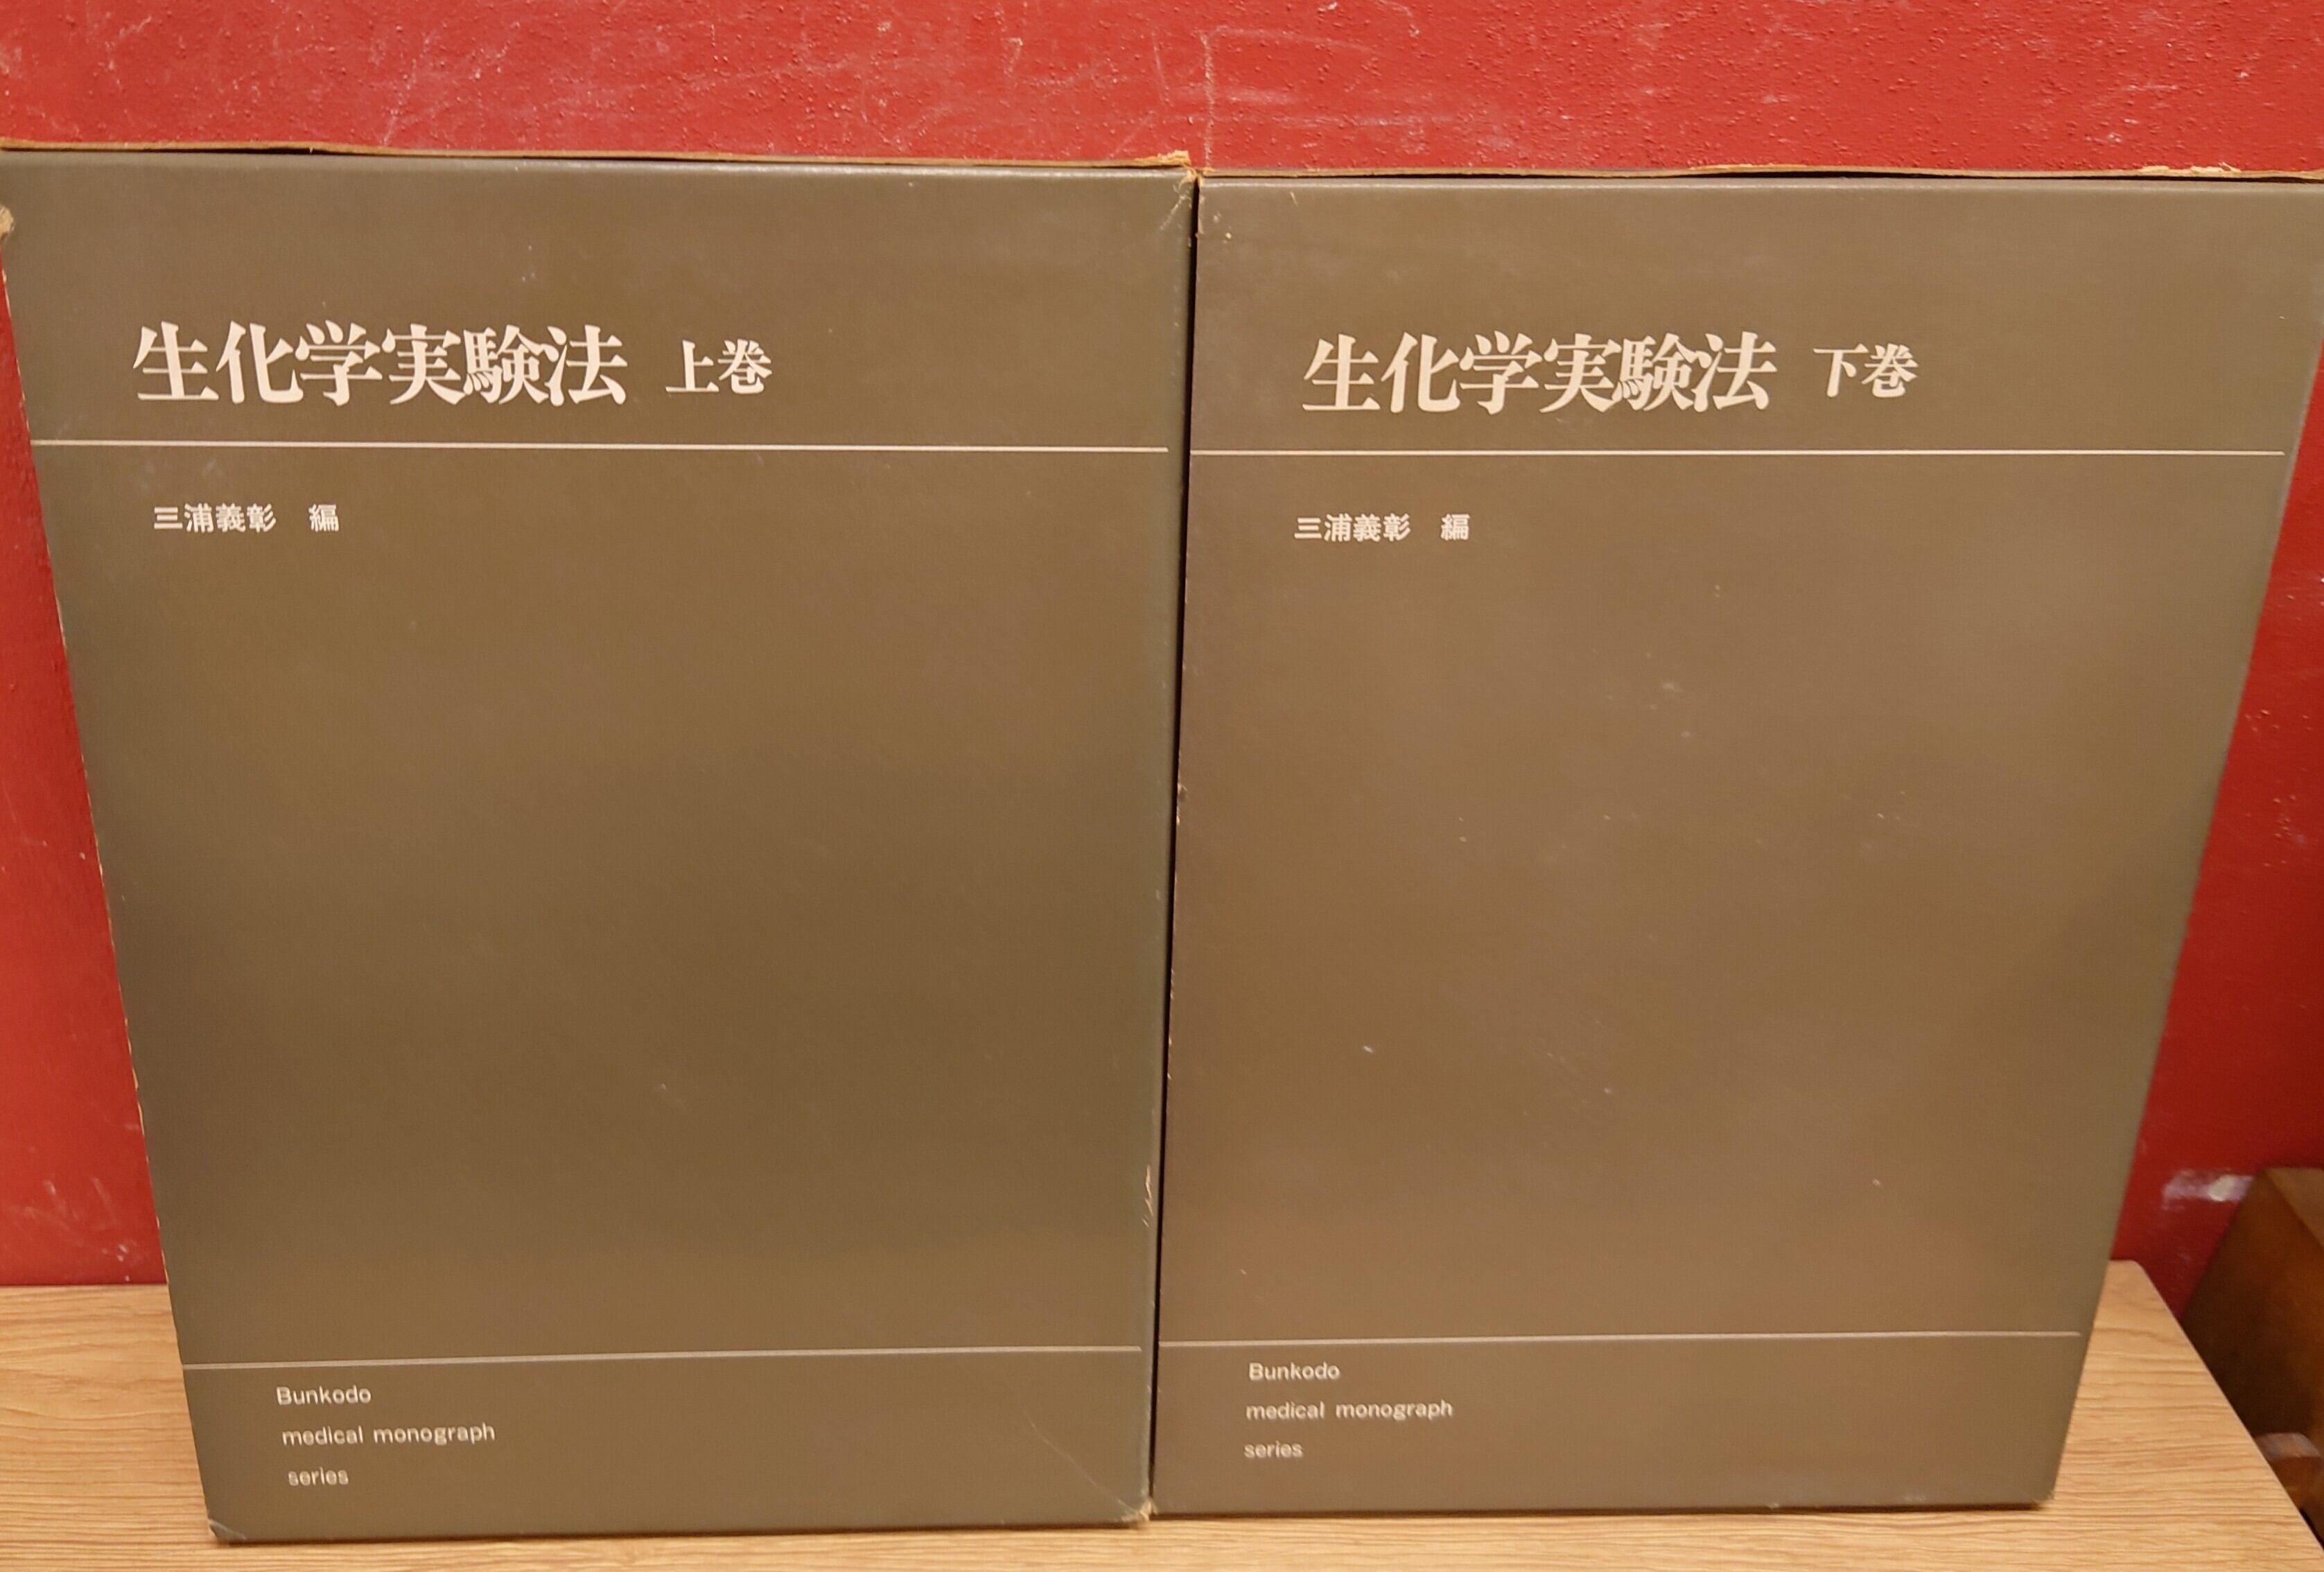 生化学実験法 上巻
三浦義彰 編
Bunkodo
medical monograph
series
生化学実験法 下巻
三浦義彰 編
Bunkodo
medical monograph
series